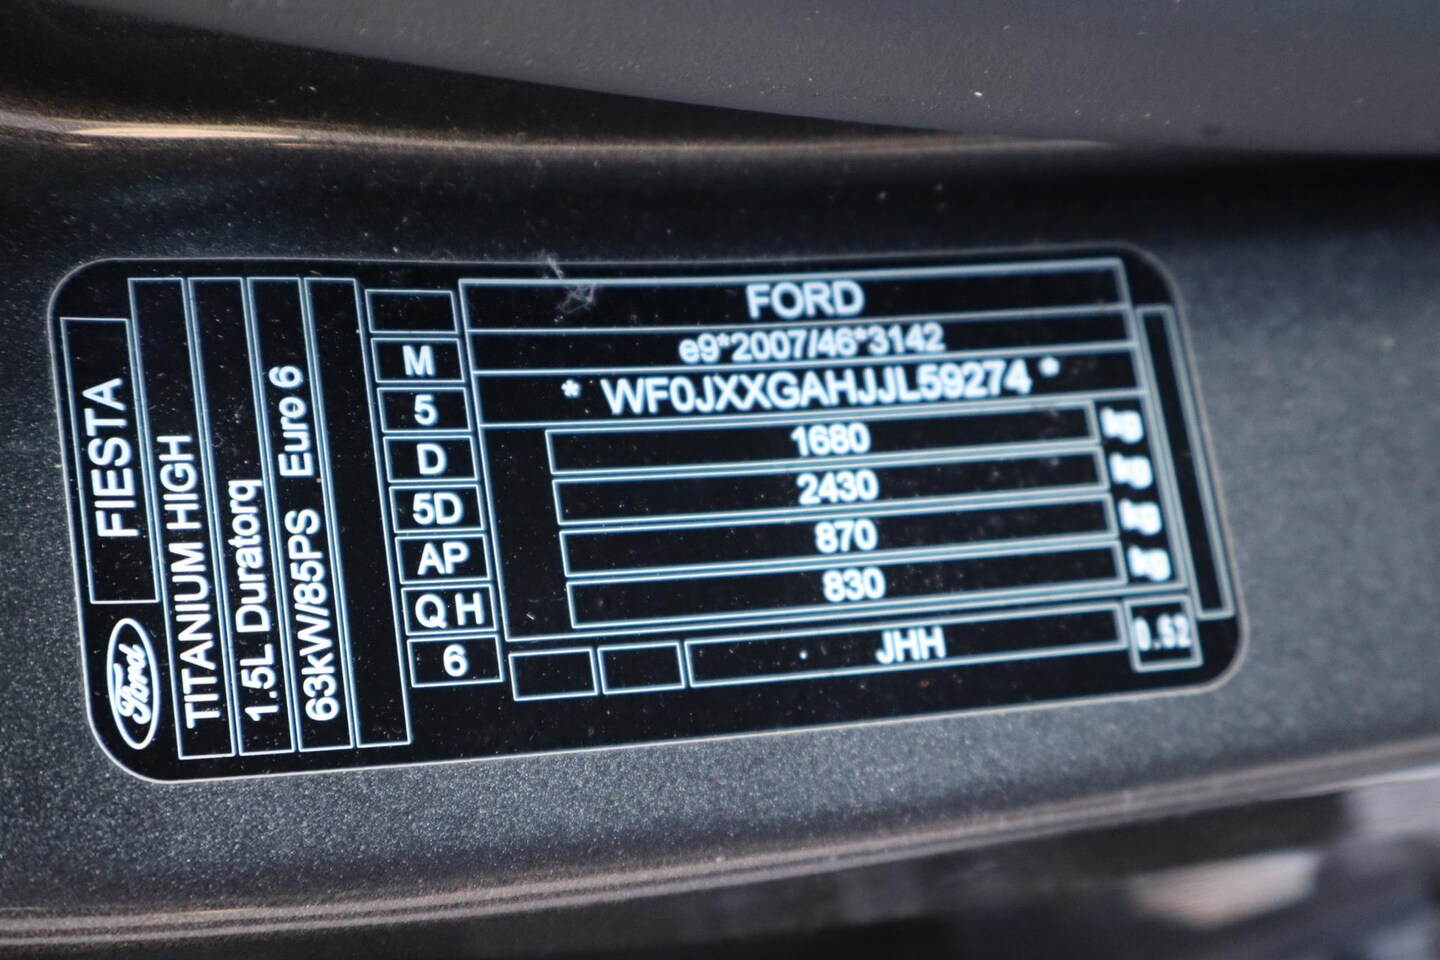 FIESTA
Ford
TITANIUM HIGH
1.5L Duratorq
63kW/85PS Euro 6
M
5
D
5D
AP
Q H
6
FORD
e9*2007/46*3142
* WF0JXXGAHJJL59274 *
1680 kg
2430 kg
870 kg
830 kg
JHH
0.52